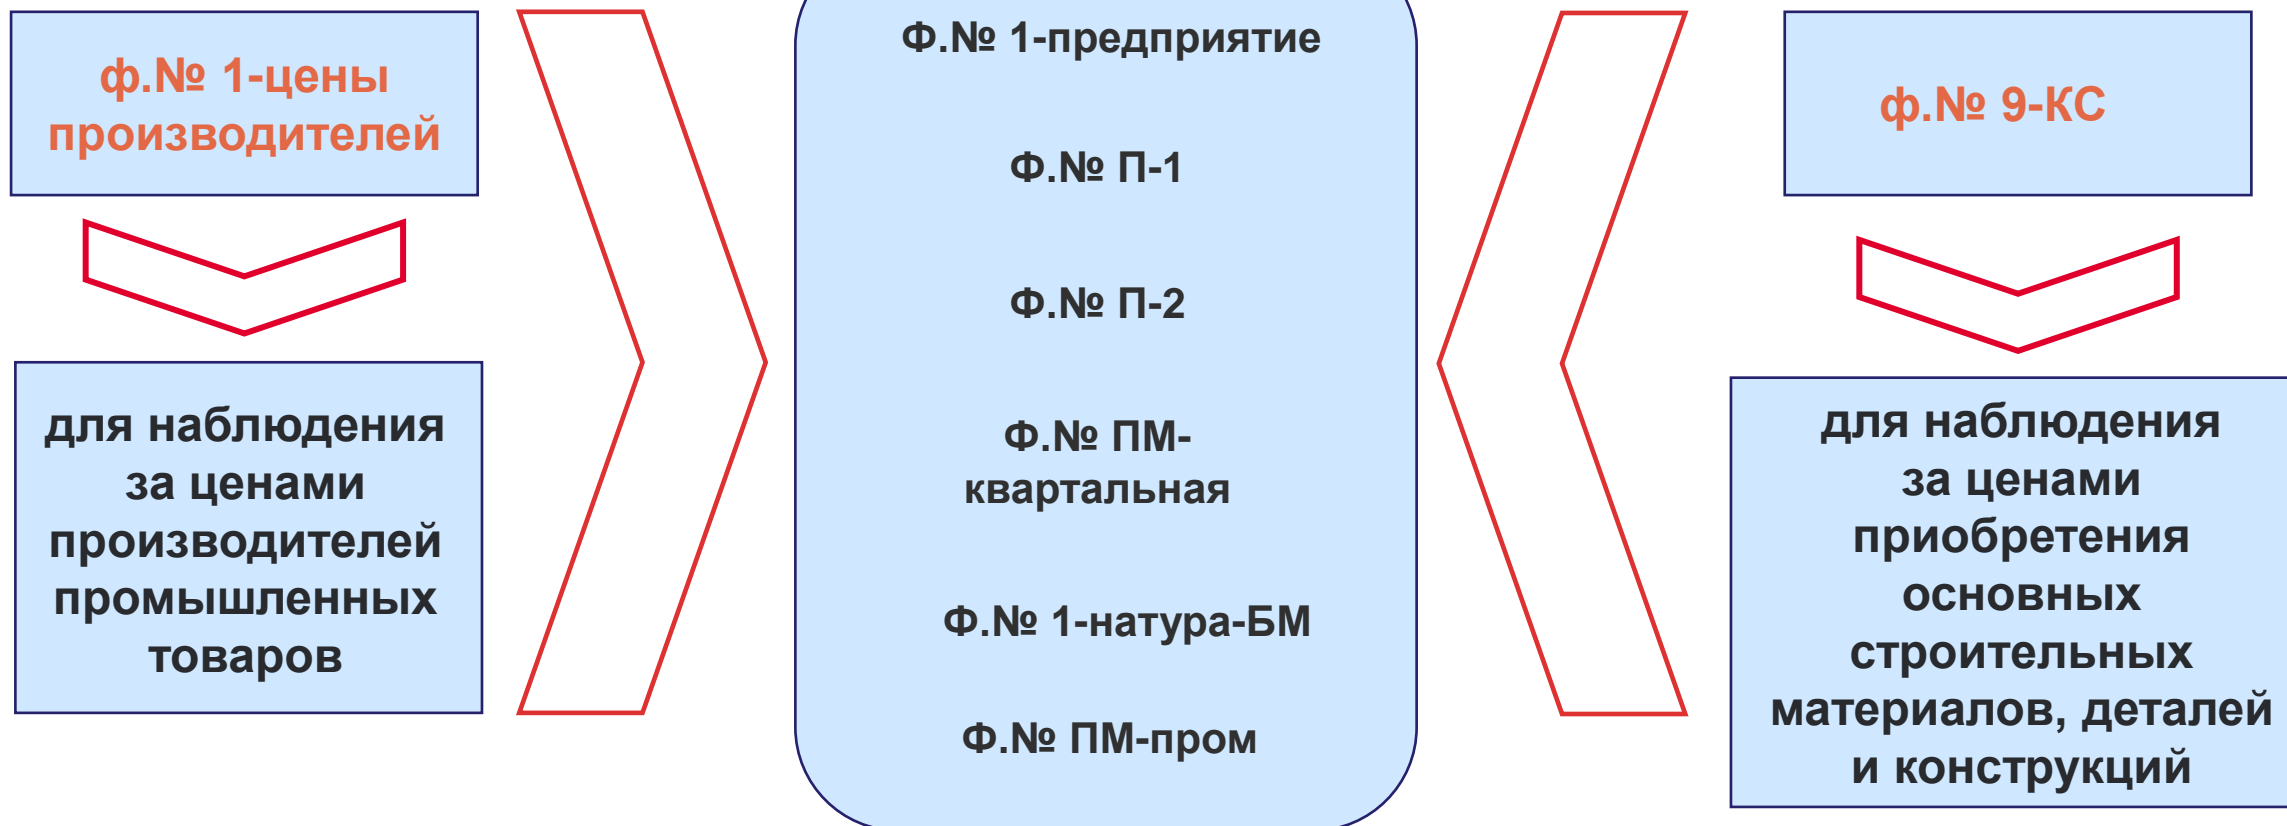 ф.№ 1-цены
производителей
для наблюдения
за ценами
производителей
промышленных
товаров
Ф.№ 1-предприятие
Ф.№ П-1
Ф.№ П-2
Ф.№ ПМ-
квартальная
Ф.№ 1-натура-БМ
Ф.№ ПМ-пром
ф.№ 9-КС
для наблюдения
за ценами
приобретения
основных
строительных
материалов, деталей
и конструкций